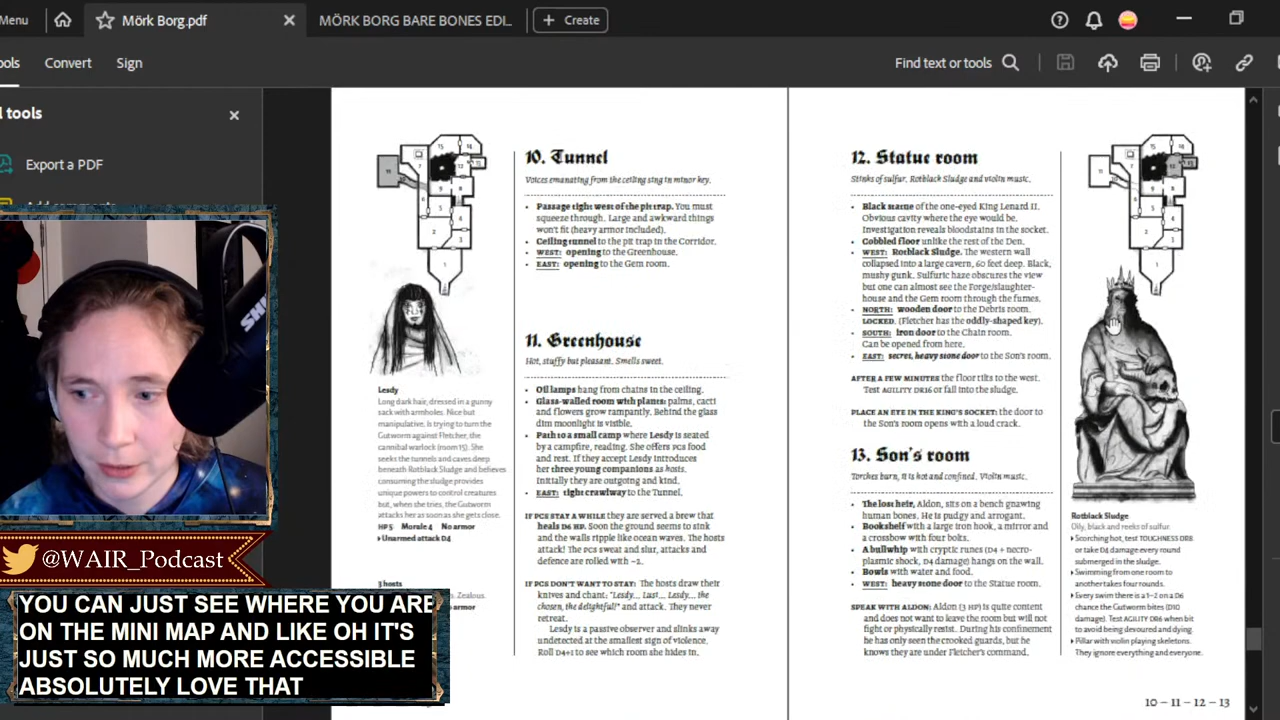 Menu
Mörk Borg.pdf
MÖRK BORG BARE BONES EDI...
Create
ools
Convert
Sign
Find text or tools
l tools
Export a PDF
10. Tunnel
Voices emanating from the ceiling sing in minor key.
• Passage tight west of the pit trap. You must
squeeze through. Large and awkward things
won't fit (heavy armor included).
• Ceiling tunnel to the pit trap in the Corridor.
• WEST: opening to the Greenhouse.
• EAST: opening to the Gem room.
11. Greenhouse
Hot, stuffy but pleasant. Smells sweet.
• Oil lamps hang from chains in the ceiling.
• Glass-walled room with plants: palms, cacti
and flowers grow rampantly. Behind the glass
dim moonlight is visible.
• Path to a small camp where Lesdy is seated
by a campfire, reading. She offers PCs food
and rest. If they accept Lesdy introduces
her three young companions as hosts.
Initially they are outgoing and kind.
• EAST: tight crawlway to the Tunnel.
IF PCS STAY A WHILE they are served a brew that
heals D6 HP. Soon the ground seems to sink
and the walls ripple like ocean waves. The hosts
attack! The PCs sweat and slur, attacks and
defence are rolled with −2.
IF PCS DON'T WANT TO STAY: The hosts draw their
knives and chant: "Lesdy... Lust... Lesdy, the
chosen, the delightful!" and attack. They never
retreat.
Lesdy is a passive observer and slinks away
undetected at the smallest sign of violence.
Roll D4+1 to see which room she hides in.
Lesdy
Long dark hair, dressed in a gunny
sack with armholes. Nice but
manipulative. Is trying to turn the
Gutworm against Fletcher, the
cannibal warlock (room 15). She
seeks the tunnels and caves deep
beneath Rotblack Sludge and believes
consuming the sludge provides
unique powers to control creatures
but, when she tries, the Gutworm
attacks her as soon as she gets close.
HP 5 Morale 4 No armor
Unarmed attack D4
3 hosts
Zealous.
o armor
12. Statue room
Stinks of sulfur. Rotblack Sludge and violin music.
• Black statue of the one-eyed King Lenard II.
Obvious cavity where the eye would be.
Investigation reveals bloodstains in the socket.
• Cobbled floor unlike the rest of the Den.
• WEST: Rotblack Sludge. The western wall
collapsed into a large cavern, 60 feet deep. Black,
mushy gunk. Sulfuric haze obscures the view
but one can almost see the Forge/slaughter-
house and the Gem room through the fumes.
• NORTH: wooden door to the Debris room.
LOCKED. (Fletcher has the oddly-shaped key).
• SOUTH: iron door to the Chain room.
Can be opened from here.
• EAST: secret, heavy stone door to the Son's room.
AFTER A FEW MINUTES the floor tilts to the west.
Test AGILITY DR16 or fall into the sludge.
PLACE AN EYE IN THE KING'S SOCKET: the door to
the Son's room opens with a loud crack.
13. Son's room
Torches burn, it is hot and confined. Violin music.
• The lost heir, Aldon, sits on a bench gnawing
human bones. He is pudgy and arrogant.
• Bookshelf with a large iron hook, a mirror and
a crossbow with four bolts.
• A bullwhip with cryptic runes (D4 + necro-
plasmic shock, D4 damage) hangs on the wall.
• Bowls with water and food.
• WEST: heavy stone door to the Statue room.
SPEAK WITH ALDON: Aldon (3 HP) is quite content
and does not want to leave the room but will not
fight or physically resist. During his confinement
he has only seen the crooked guards, but he
knows they are under Fletcher's command.
Rotblack Sludge
Oily, black and reeks of sulfur.
Scorching hot, test TOUGHNESS DR8
or take D4 damage every round
submerged in the sludge.
Swimming from one room to
another takes four rounds.
Every swim there is a 1–2 on a D6
chance the Gutworm bites (D10
damage). Test AGILITY DR6 when bit
to avoid being devoured and dying.
Pillar with violin playing skeletons.
They ignore everything and everyone.
10 – 11 – 12 – 13
@WAIR_Podcast
YOU CAN JUST SEE WHERE YOU ARE
ON THE MINI MAP AND LIKE OH IT'S
JUST SO MUCH MORE ACCESSIBLE
ABSOLUTELY LOVE THAT